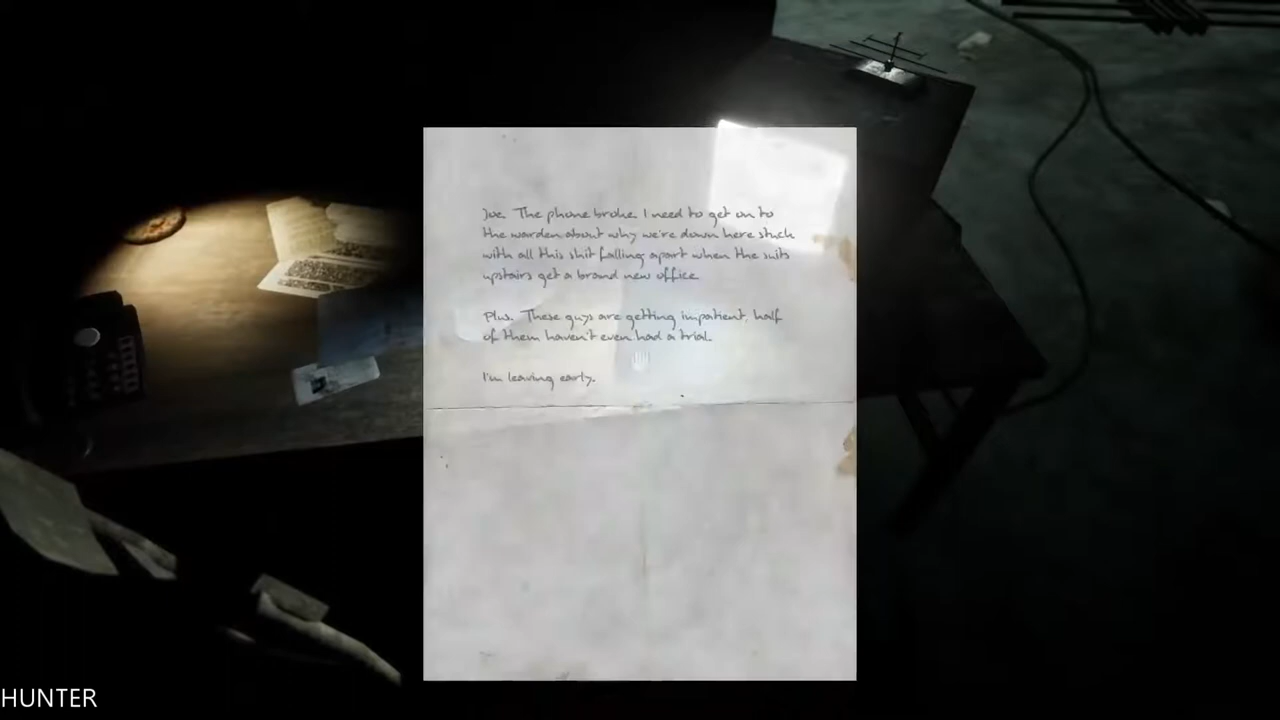 Joe. The phone broke. I need to get on to
the warden about why we're down here stuck
with all this shit falling apart when the suits
upstairs get a brand new office.
Plus. These guys are getting impatient, half
of them haven't even had a trial.
I'm leaving early.
HUNTER